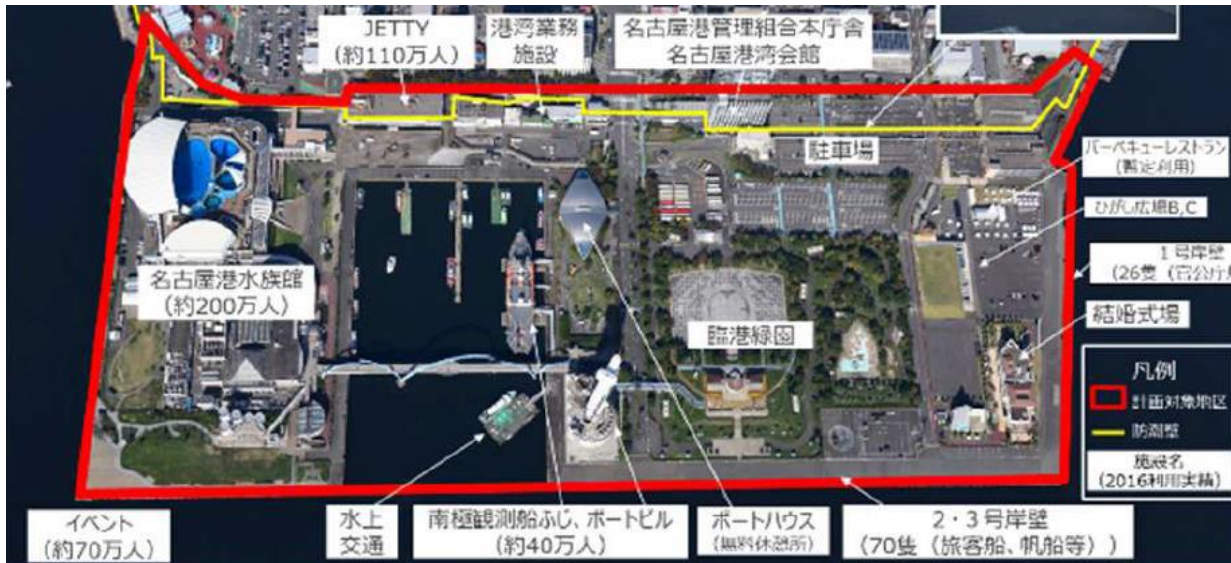 JETTY
(約110万人)
港湾業務
施設
名古屋港管理組合本庁舎
名古屋港湾会館
駐車場
バーベキューレストラン
(暫定利用)
ひがし広場B,C
1号岸壁
(26隻(官公庁
結婚式場
名古屋港水族館
(約200万人)
臨港緑園
凡例
計画対象地区
防潮壁
施設名
(2016利用実績)
イベント
(約70万人)
水上
交通
南極観測船ふじ、ポートビル
(約40万人)
ポートハウス
(無料休憩所)
2・3号岸壁
(70隻(旅客船、帆船等))